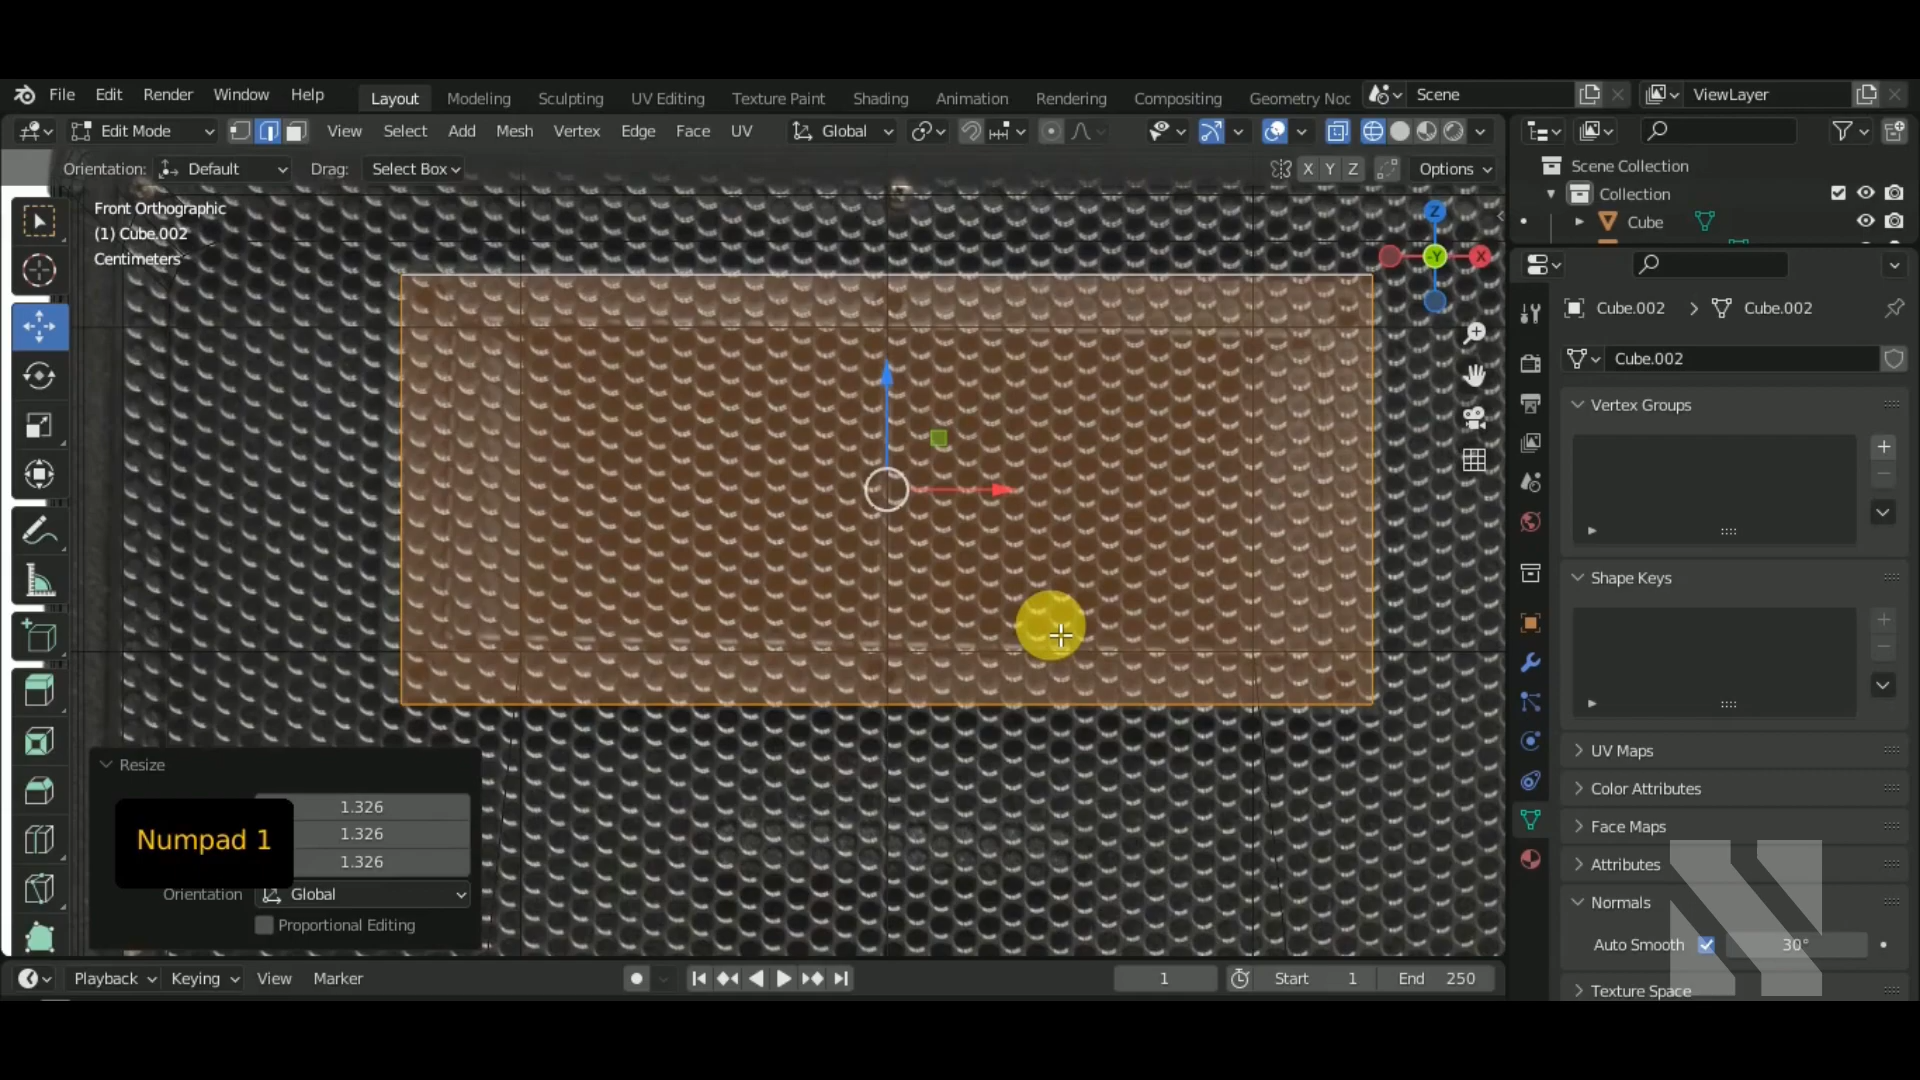 File Edit Render Window Help Layout Modeling Sculpting UV Editing Texture Paint Shading Animation Rendering Compositing Geometry Noc Scene ViewLayer
Edit Mode View Select Add Mesh Vertex Edge Face UV Global
Orientation: Default Drag: Select Box X Y Z Options
Scene Collection
Collection
Cube
Front Orthographic
(1) Cube.002
Centimeters
Z
-Y
X
Cube.002 > Cube.002
Cube.002
Vertex Groups
Shape Keys
UV Maps
Color Attributes
Face Maps
Attributes
Normals
Auto Smooth 30°
Texture Space
Resize
1.326
1.326
1.326
Numpad 1
Orientation Global
Proportional Editing
Playback Keying View Marker 1 Start 1 End 250
N